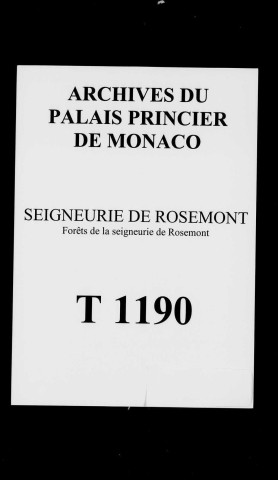 ARCHIVES DU
PALAIS PRINCIER
DE MONACO
SEIGNEURIE DE ROSEMONT
Forêts de la seigneurie de Rosemont
T 1190